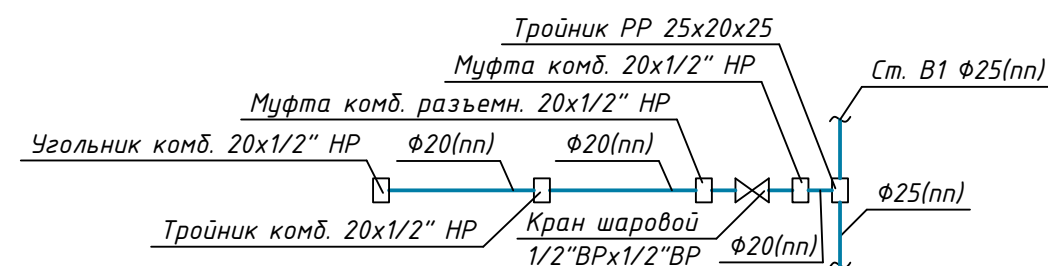 Тройник РР 25х20х25
Муфта комб. 20х1/2" НР
Ст. В1 Ф25(пп)
Муфта комб. разъемн. 20х1/2" НР
Угольник комб. 20х1/2" НР
Ф20(пп)
Ф20(пп)
Ф25(пп)
Тройник комб. 20х1/2" НР
Кран шаровой
1/2"ВРх1/2"ВР
Ф20(пп)